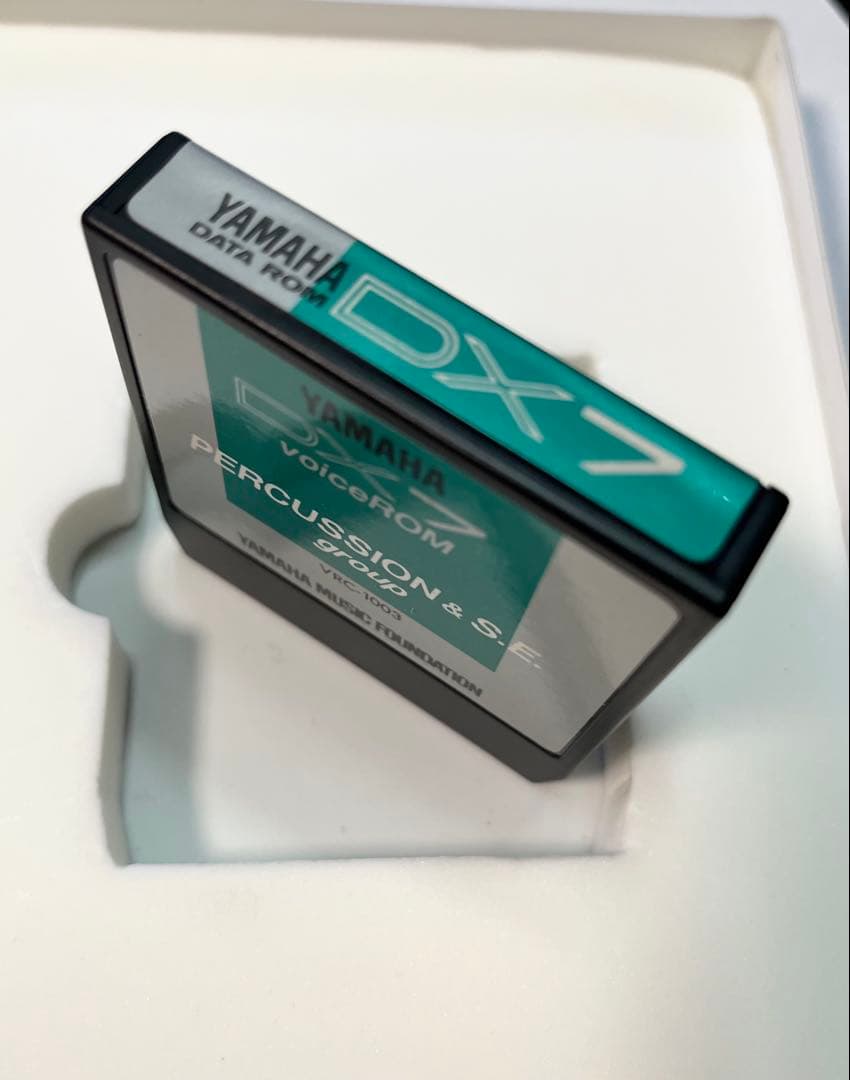 YAMAHA
DATA ROM
DX7
YAMAHA
DX7
voiceROM
PERCUSSION & S.E.
group
VRC-1003
YAMAHA MUSIC FOUNDATION